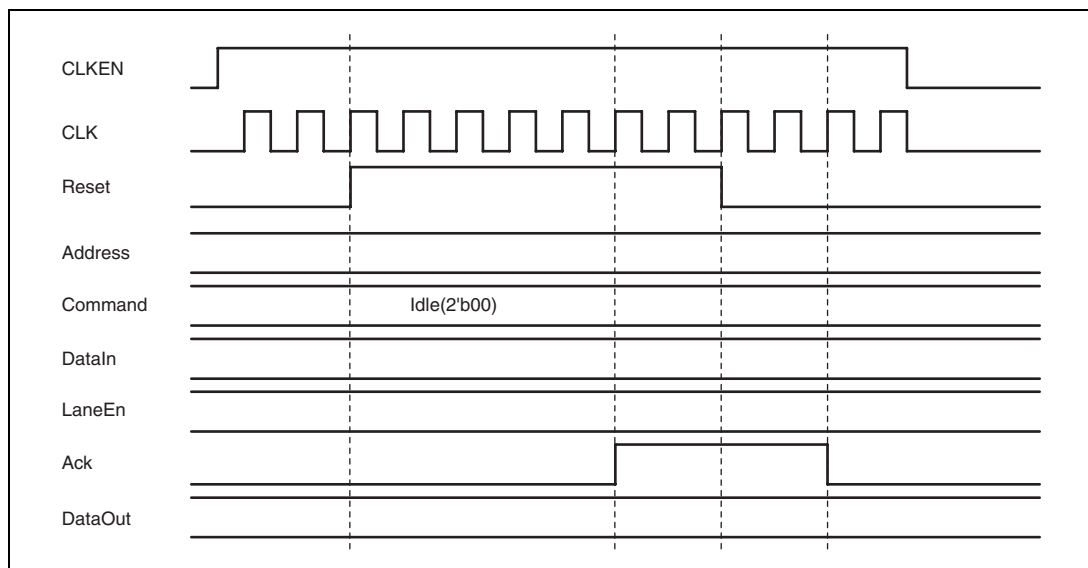 CLKEN
CLK
Reset
Address
Command
Idle(2'b00)
DataIn
LaneEn
Ack
DataOut